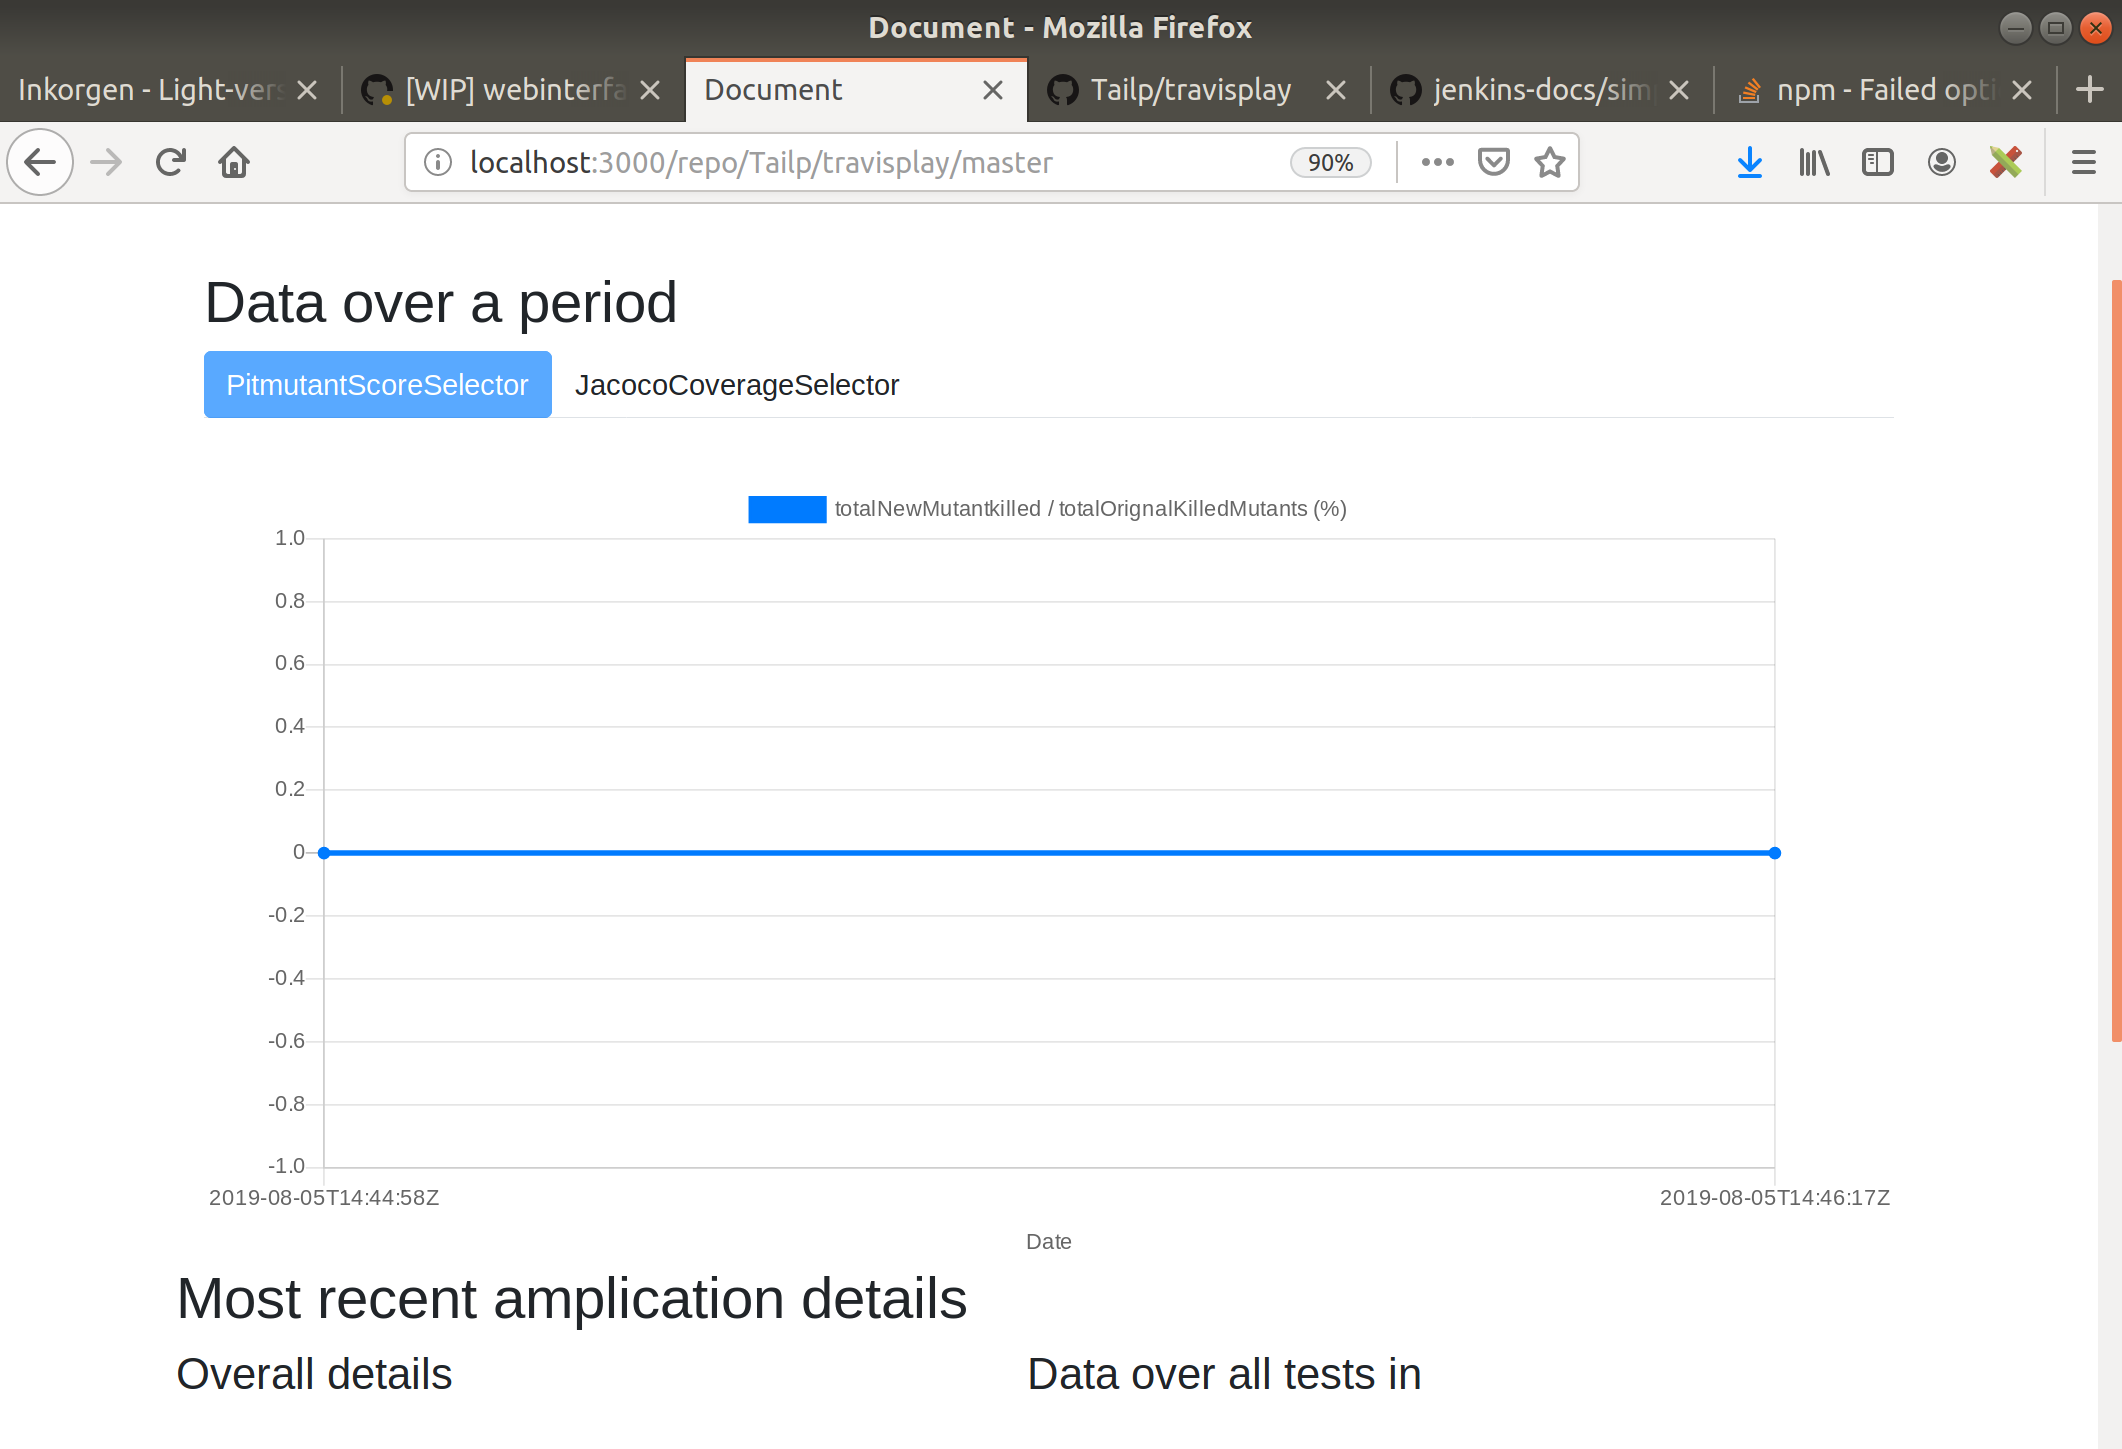 Document - Mozilla Firefox
Inkorgen - Light-vers
[WIP] webinterfa
Document
Tailp/travisplay
jenkins-docs/simp
npm - Failed opti
localhost:3000/repo/Tailp/travisplay/master
90%
Data over a period
PitmutantScoreSelector
JacocoCoverageSelector
totalNewMutantkilled / totalOrignalKilledMutants (%)
1.0
0.8
0.6
0.4
0.2
0
-0.2
-0.4
-0.6
-0.8
-1.0
2019-08-05T14:44:58Z
2019-08-05T14:46:17Z
Date
Most recent amplication details
Overall details
Data over all tests in